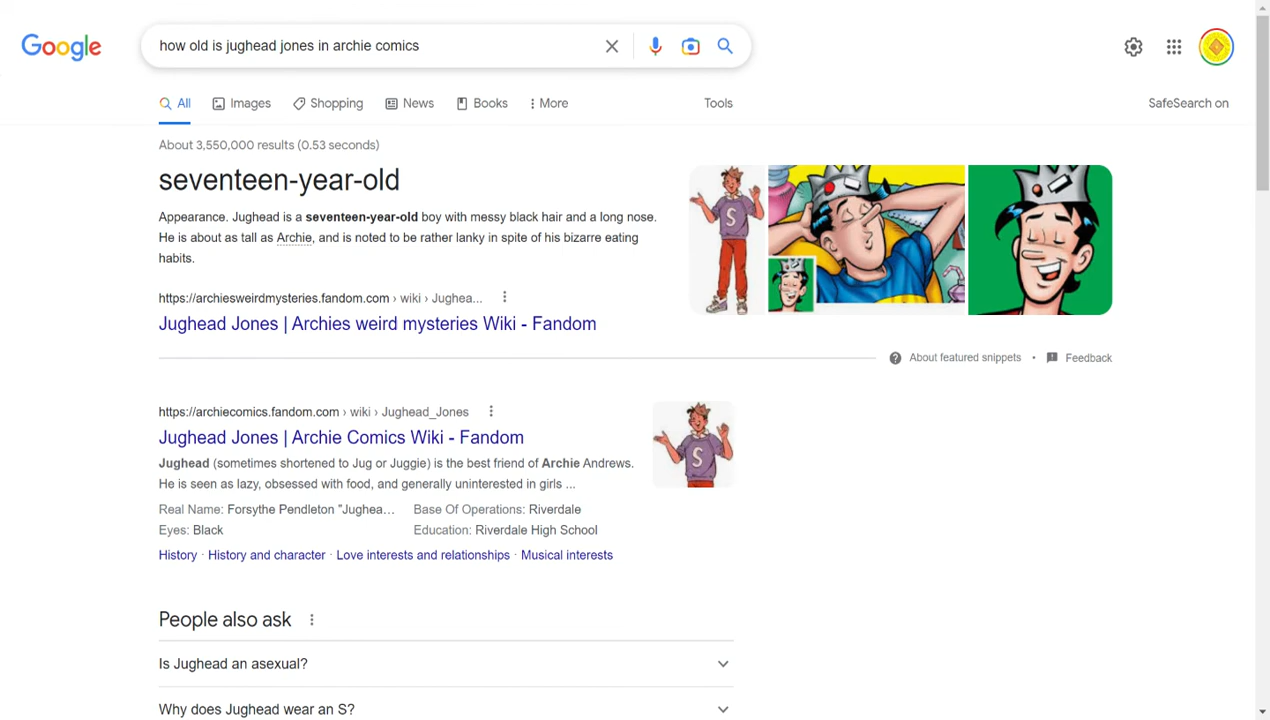 Google
how old is jughead jones in archie comics
All
Images
Shopping
News
Books
More
Tools
SafeSearch on
About 3,550,000 results (0.53 seconds)
seventeen-year-old
Appearance. Jughead is a seventeen-year-old boy with messy black hair and a long nose.
He is about as tall as Archie, and is noted to be rather lanky in spite of his bizarre eating
habits.
https://archiesweirdmysteries.fandom.com › wiki › Jughea...
Jughead Jones | Archies weird mysteries Wiki - Fandom
S
About featured snippets • Feedback
https://archiecomics.fandom.com › wiki › Jughead_Jones
Jughead Jones | Archie Comics Wiki - Fandom
Jughead (sometimes shortened to Jug or Juggie) is the best friend of Archie Andrews.
He is seen as lazy, obsessed with food, and generally uninterested in girls ...
Real Name: Forsythe Pendleton "Jughea… Base Of Operations: Riverdale
Eyes: Black Education: Riverdale High School
History · History and character · Love interests and relationships · Musical interests
S
People also ask
Is Jughead an asexual?
Why does Jughead wear an S?